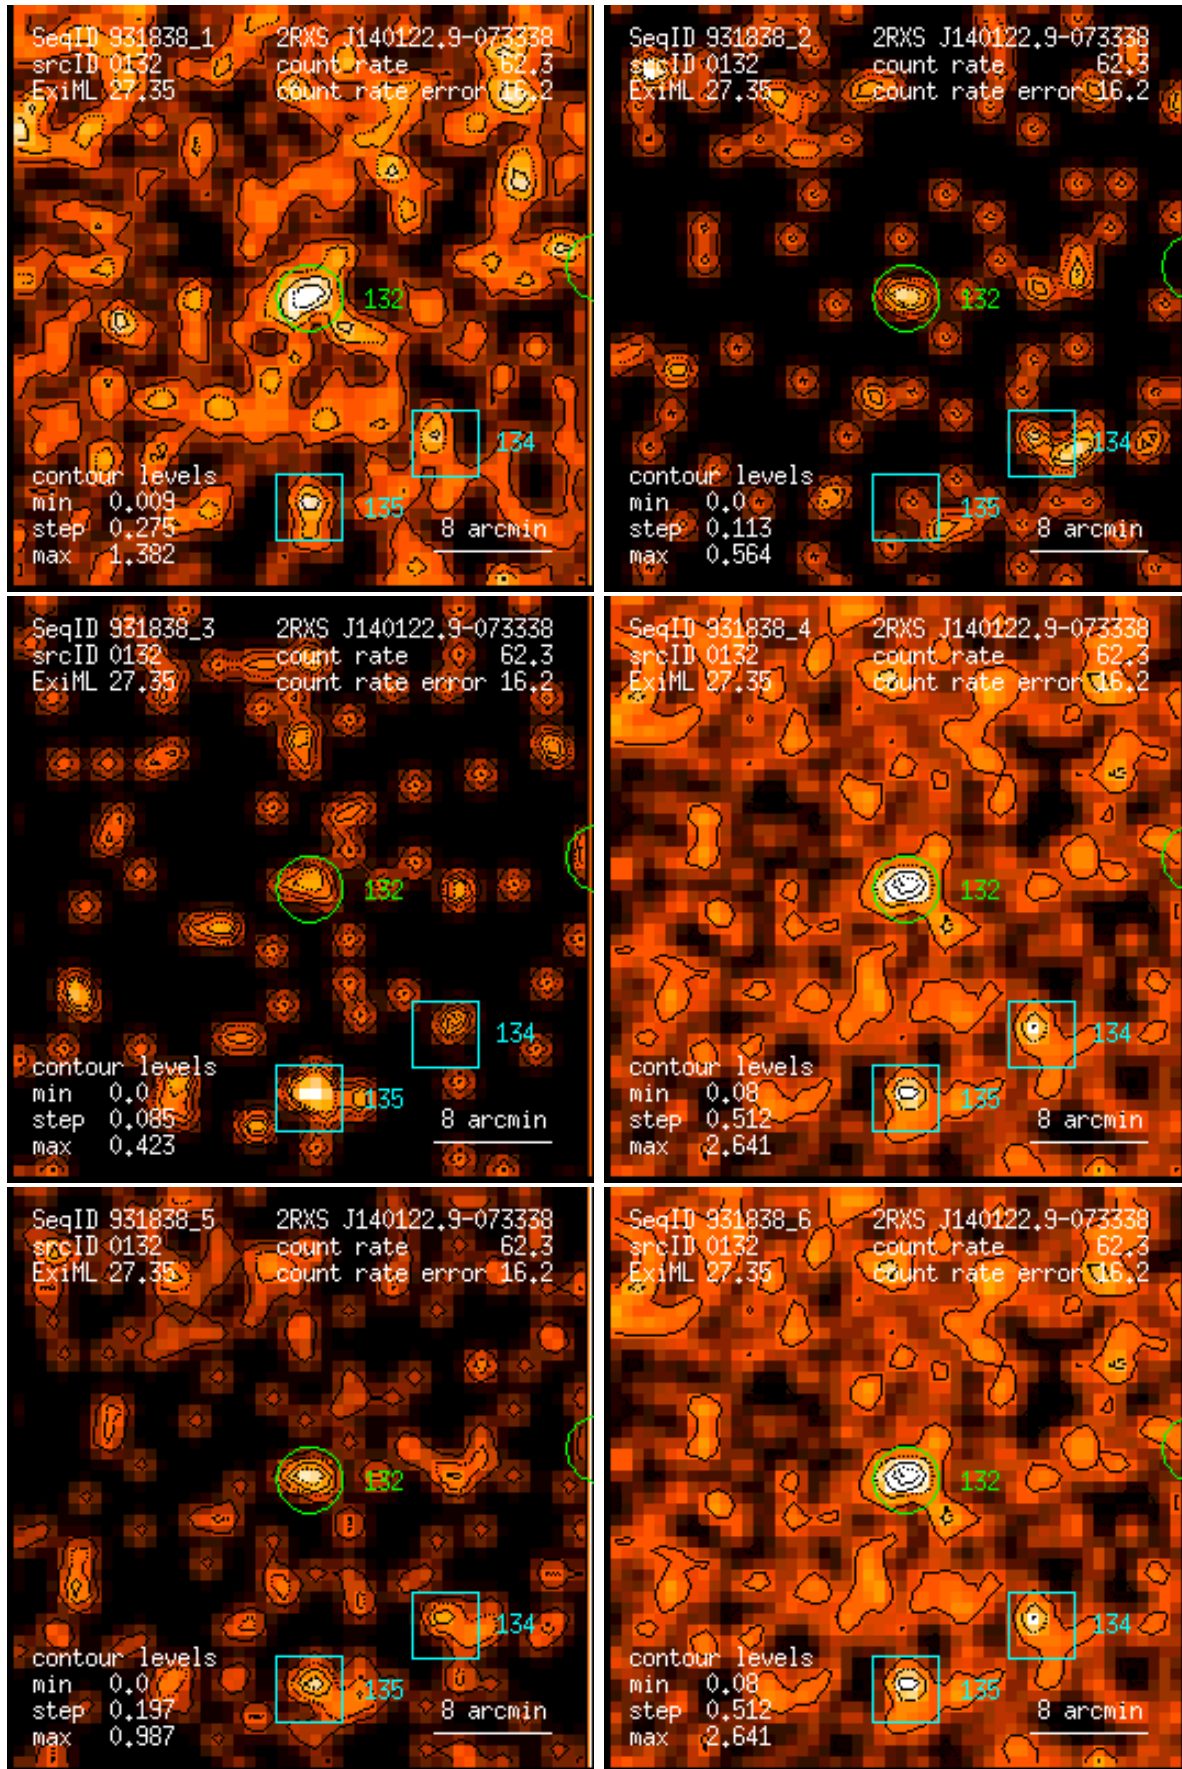 SeqID 931838_1 2RXS J140122.9-073338
srcID 0132 count rate 62.3
ExiML 27.35 count rate error 16.2
132
134
contour levels
min 0.009 135
step 0.275 8 arcmin
max 1.382
SeqID 931838_2 2RXS J140122.9-073338
srcID 0132 count rate 62.3
ExiML 27.35 count rate error 16.2
132
134
contour levels
min 0.0 135
step 0.113 8 arcmin
max 0.564
SeqID 931838_3 2RXS J140122.9-073338
srcID 0132 count rate 62.3
ExiML 27.35 count rate error 16.2
132
134
contour levels
min 0.0 135
step 0.085 8 arcmin
max 0.423
SeqID 931838_4 2RXS J140122.9-073338
srcID 0132 count rate 62.3
ExiML 27.35 count rate error 16.2
132
134
contour levels
min 0.08 135
step 0.512 8 arcmin
max 2.641
SeqID 931838_5 2RXS J140122.9-073338
srcID 0132 count rate 62.3
ExiML 27.35 count rate error 16.2
132
134
contour levels
min 0.0 135
step 0.197 8 arcmin
max 0.987
SeqID 931838_6 2RXS J140122.9-073338
srcID 0132 count rate 62.3
ExiML 27.35 count rate error 16.2
132
134
contour levels
min 0.08 135
step 0.512 8 arcmin
max 2.641